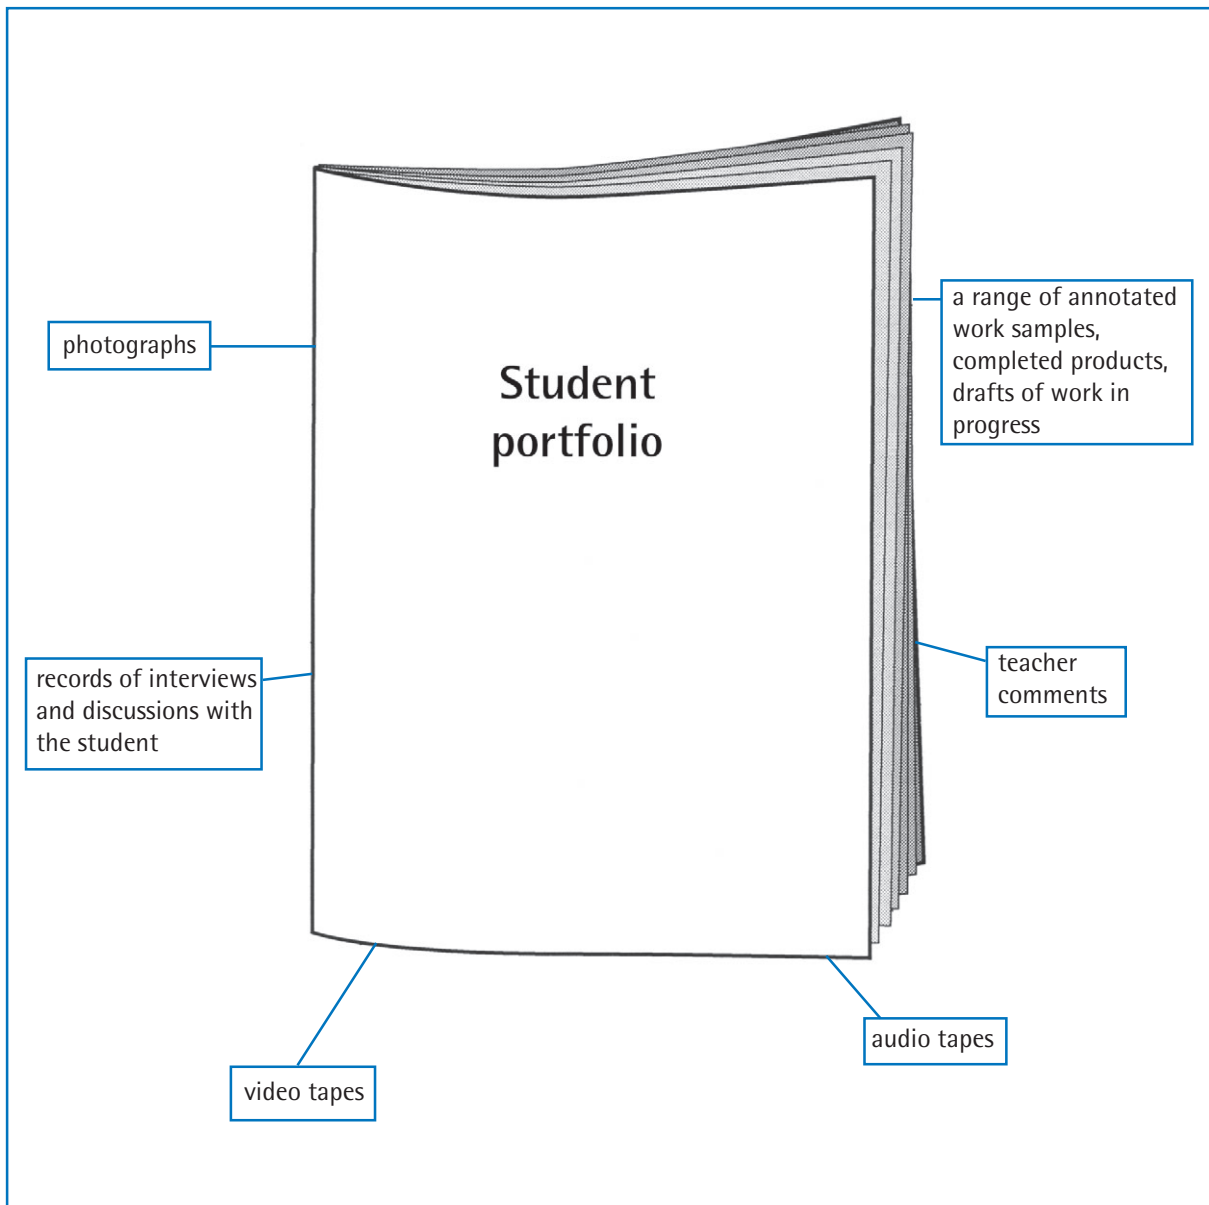 Student
portfolio
photographs
a range of annotated
work samples,
completed products,
drafts of work in
progress
records of interviews
and discussions with
the student
teacher
comments
video tapes
audio tapes